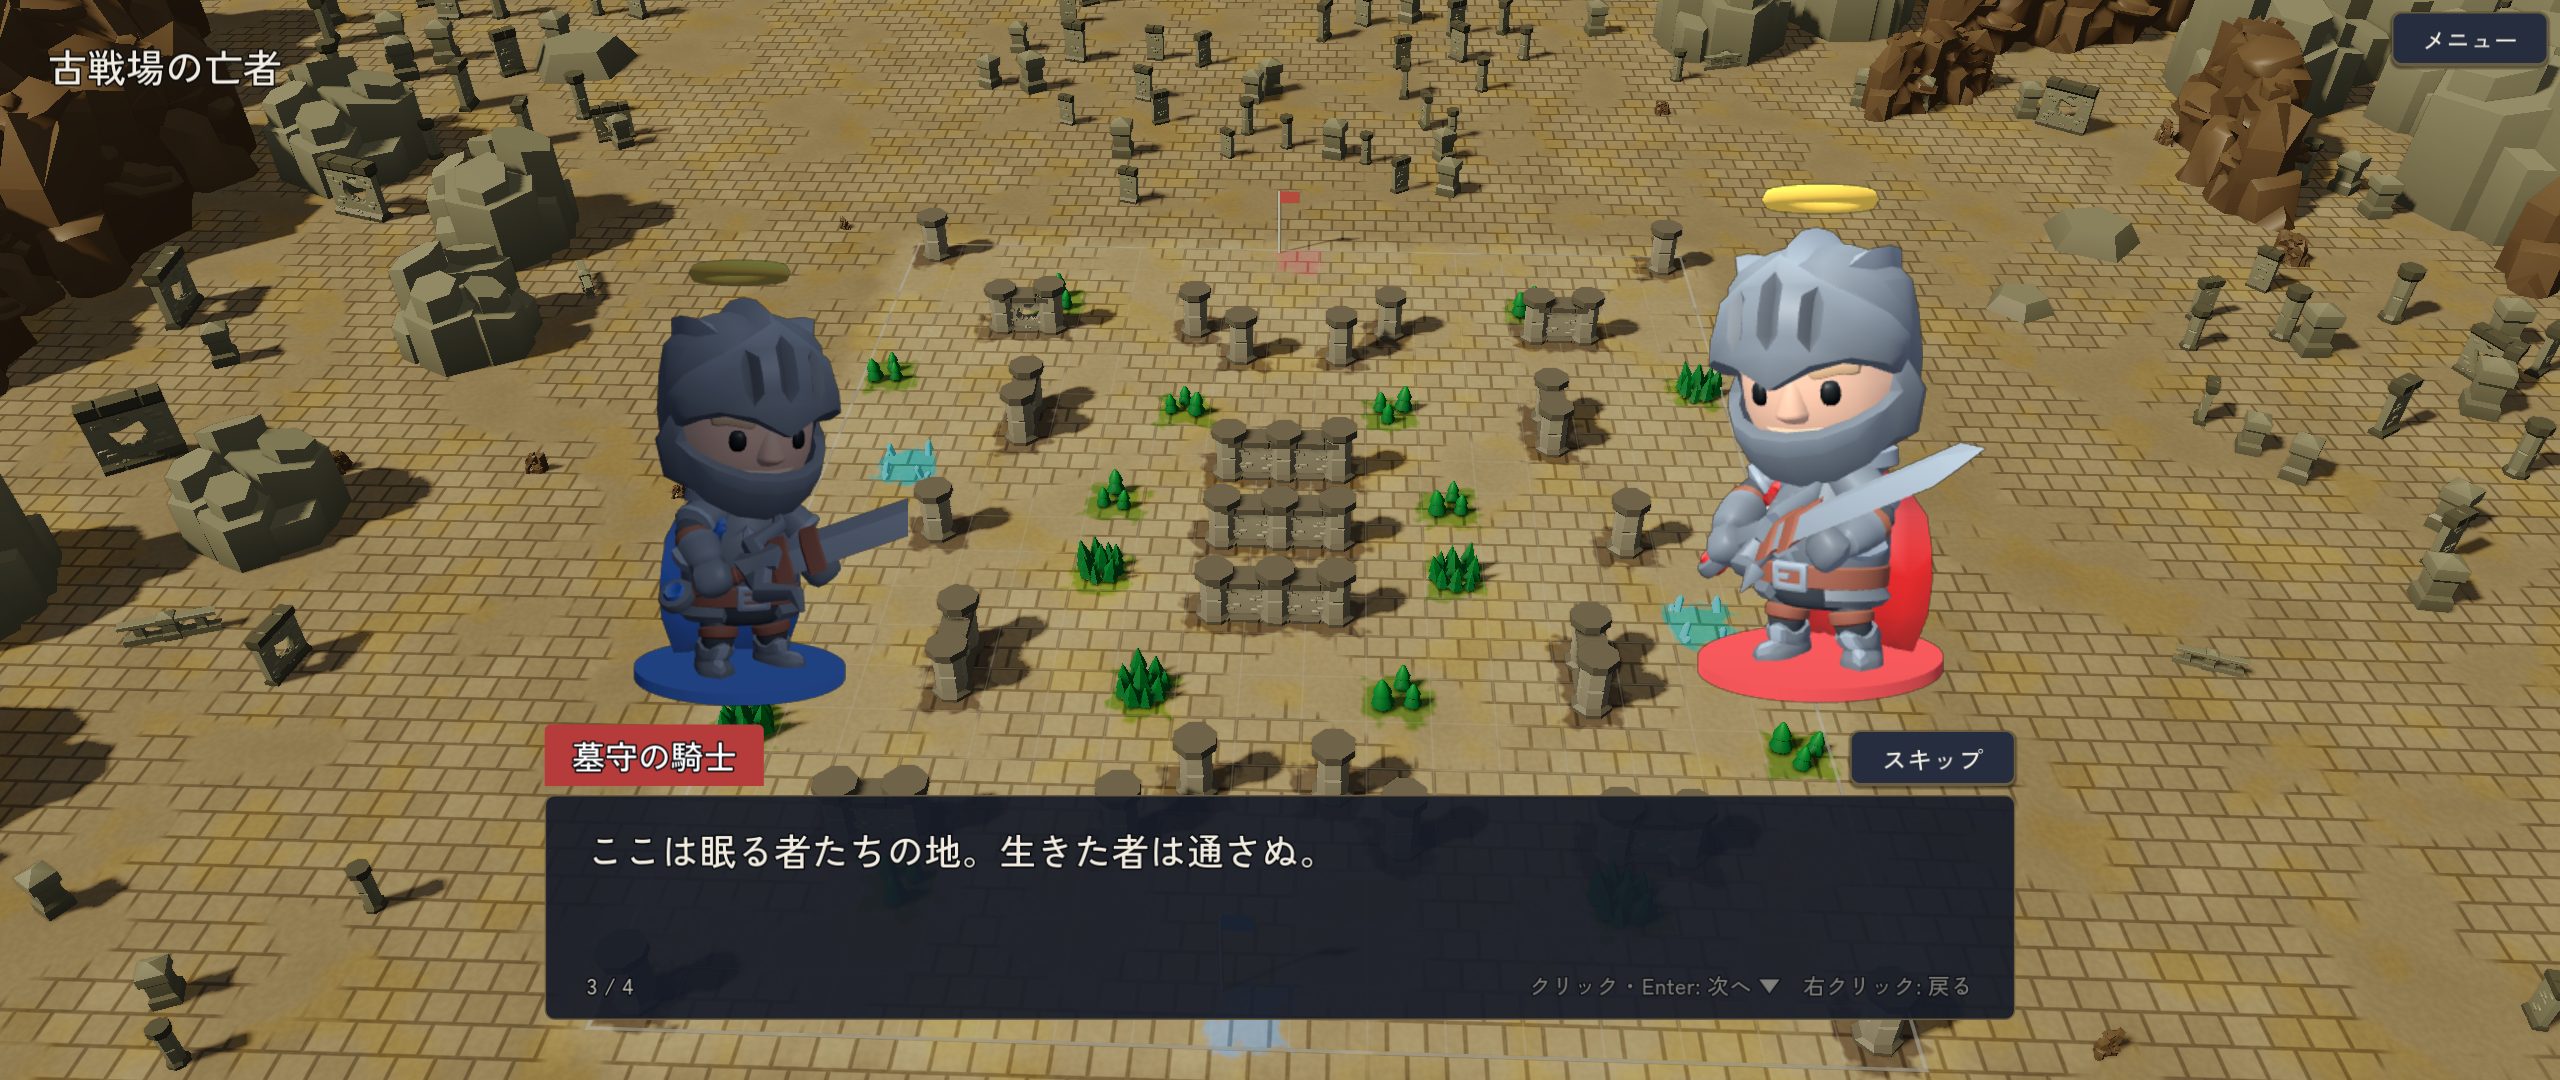 古戦場の亡者
メニュー
墓守の騎士
スキップ
ここは眠る者たちの地。生きた者は通さぬ。
3 / 4
クリック・Enter: 次へ ▼ 右クリック: 戻る